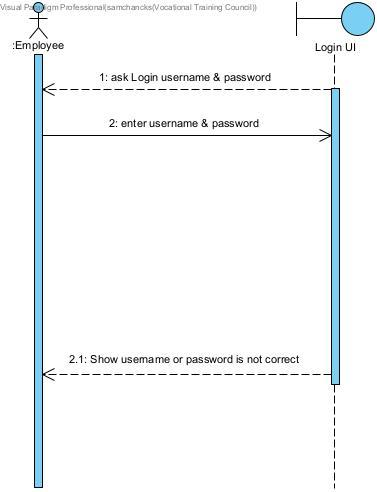 Visual Paradigm Professional(samchancks(Vocational Training Council))
:Employee
Login UI
1: ask Login username & password
2: enter username & password
2.1: Show username or password is not correct